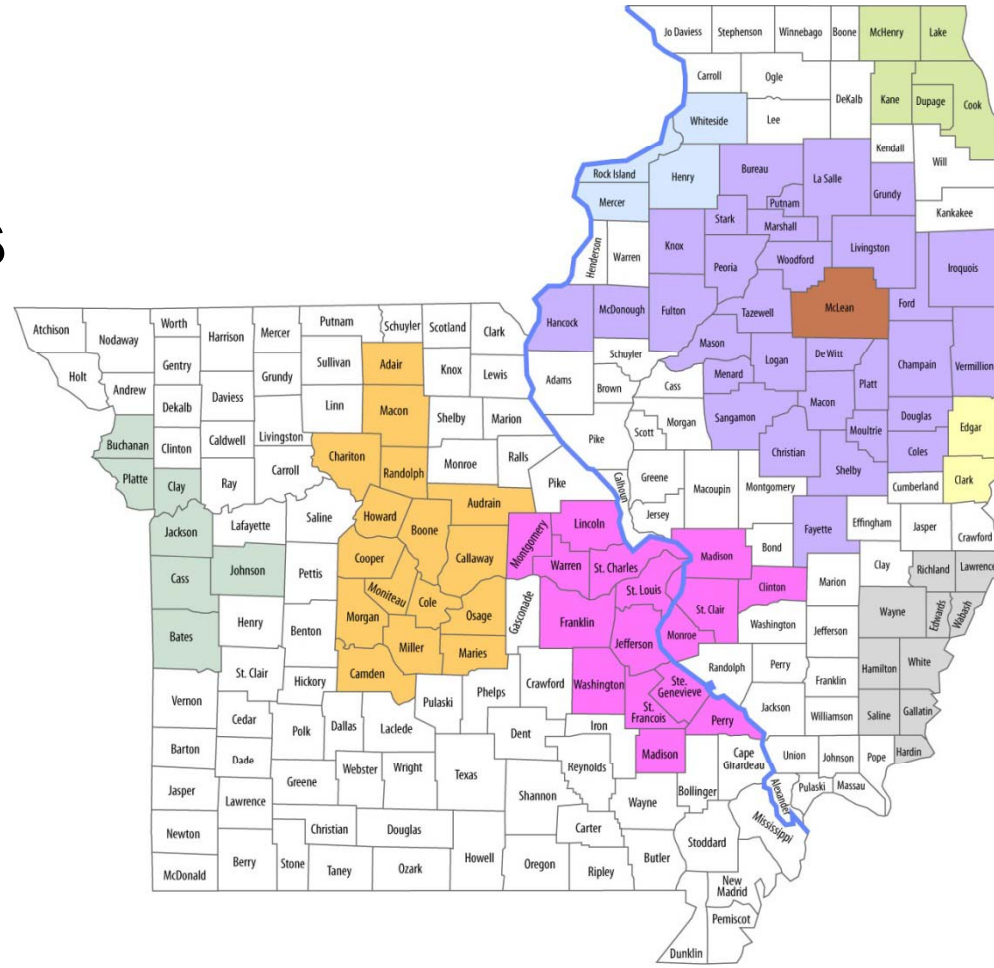 s
Jo Daviess
Stephenson
Winnebago
Boone
McHenry
Lake
Carroll
Ogle
DeKalb
Kane
Dupage
Cook
Whiteside
Lee
Kendall
Will
Rock Island
Henry
Bureau
La Salle
Grundy
Mercer
Putnam
Kankakee
Stark
Marshall
Henderson
Warren
Knox
Peoria
Woodford
Livingston
Iroquois
Hancock
McDonough
Fulton
Tazewell
McLean
Ford
Mason
Schuyler
Adams
Brown
Cass
Menard
Logan
De Witt
Champain
Vermillion
Platt
Macon
Scott
Morgan
Sangamon
Moultrie
Douglas
Edgar
Pike
Christian
Coles
Shelby
Calhoun
Greene
Macoupin
Montgomery
Cumberland
Clark
Jersey
Fayette
Effingham
Jasper
Crawford
Madison
Bond
Clay
Richland
Lawrence
Clinton
Marion
St. Clair
Wayne
Edwards
Wabash
Monroe
Washington
Jefferson
Randolph
Perry
Hamilton
White
Franklin
Jackson
Williamson
Saline
Gallatin
Union
Johnson
Pope
Hardin
Alexander
Pulaski
Massau
Atchison
Nodaway
Worth
Harrison
Mercer
Putnam
Schuyler
Scotland
Clark
Holt
Gentry
Sullivan
Adair
Andrew
Grundy
Knox
Lewis
Dekalb
Daviess
Linn
Macon
Shelby
Marion
Buchanan
Clinton
Caldwell
Livingston
Chariton
Randolph
Monroe
Ralls
Platte
Clay
Ray
Carroll
Pike
Audrain
Jackson
Lafayette
Saline
Howard
Boone
Montgomery
Lincoln
Cooper
Callaway
Warren
St. Charles
Cass
Johnson
Pettis
Moniteau
Cole
Osage
Gasconade
St. Louis
Bates
Henry
Benton
Morgan
Miller
Maries
Franklin
Jefferson
St. Clair
Hickory
Camden
Crawford
Washington
Ste.
Genevieve
Vernon
Cedar
Polk
Dallas
Laclede
Pulaski
Phelps
Dent
Iron
St.
Francois
Perry
Barton
Dade
Webster
Wright
Texas
Reynolds
Madison
Cape
Girardeau
Jasper
Greene
Shannon
Bollinger
Lawrence
Wayne
Newton
Christian
Douglas
Carter
Mississippi
McDonald
Berry
Stone
Taney
Ozark
Howell
Oregon
Ripley
Butler
Stoddard
New
Madrid
Pemiscot
Dunklin